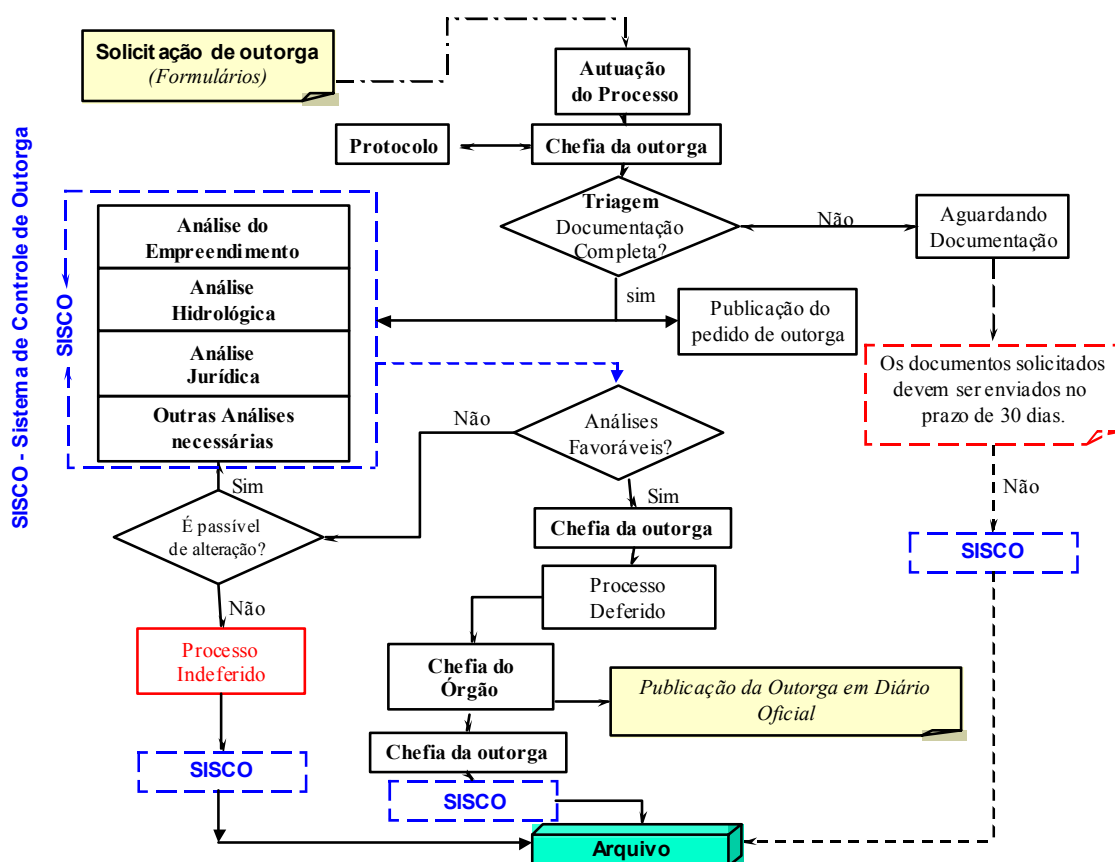 Solicitação de outorga
(Formulários)
Autuação
do Processo
Protocolo
Chefia da outorga
SISCO - Sistema de Controle de Outorga
Triagem
Documentação
Completa?
Não
Aguardando
Documentação
Análise do
Empreendimento
Análise
Hidrológica
Análise
Jurídica
Outras Análises
necessárias
SISCO
sim
Publicação do
pedido de outorga
Os documentos solicitados
devem ser enviados no
prazo de 30 dias.
Análises
Favoráveis?
Não
Sim
Sim
É passível
de alteração?
Não
Chefia da outorga
Não
SISCO
Processo
Deferido
Processo
Indeferido
Chefia do
Órgão
Publicação da Outorga em Diário
Oficial
Chefia da outorga
SISCO
SISCO
Arquivo